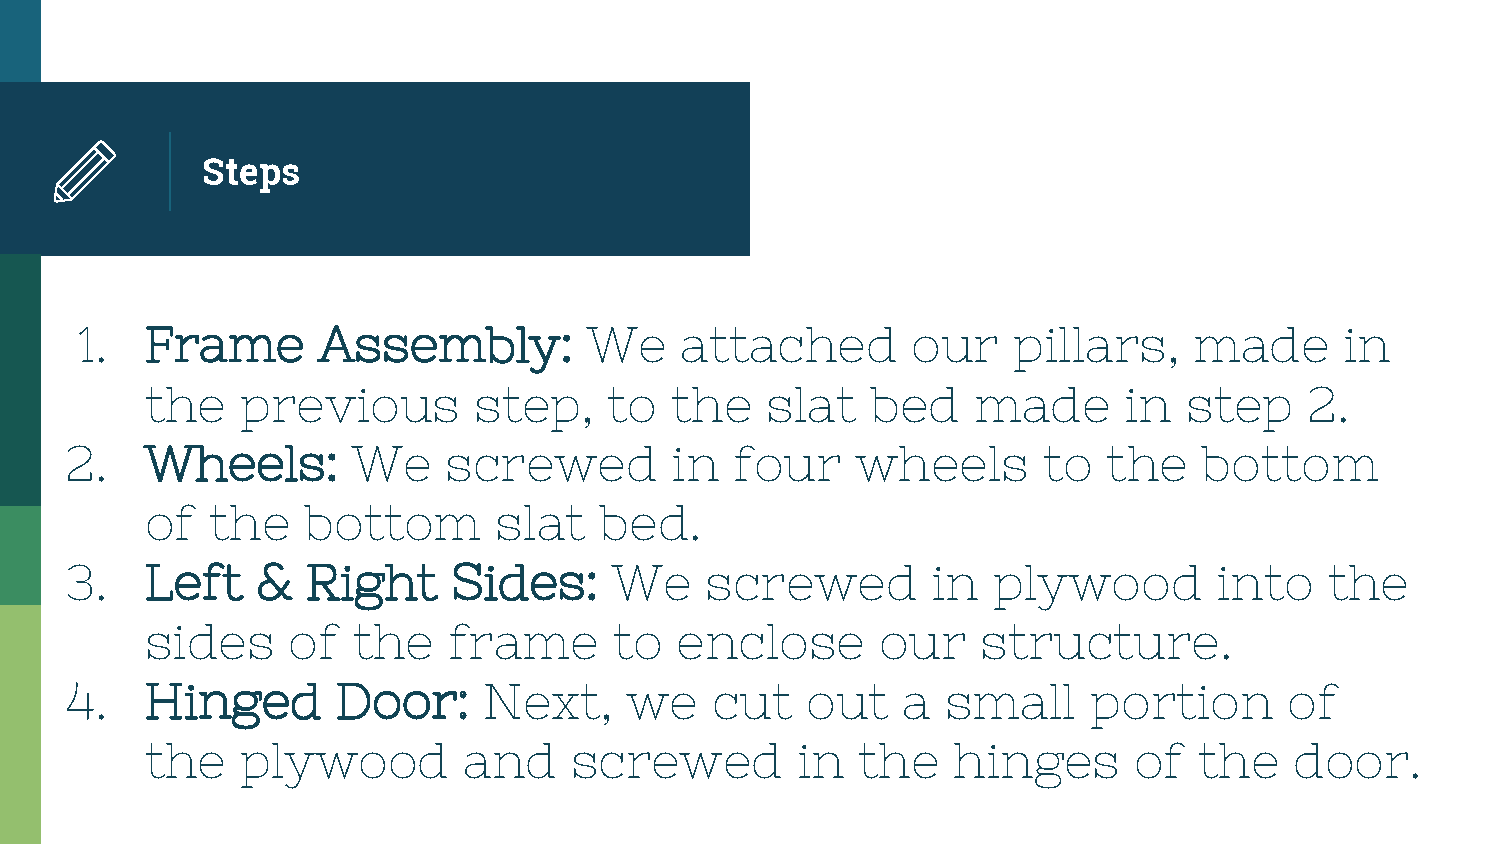 Steps
1. Frame Assembly: We attached our pillars, made in
the previous step, to the slat bed made in step 2.
2. Wheels: We screwed in four wheels to the bottom
of the bottom slat bed.
3. Left & Right Sides: We screwed in plywood into the
sides of the frame to enclose our structure.
4. Hinged Door: Next, we cut out a small portion of
the plywood and screwed in the hinges of the door.